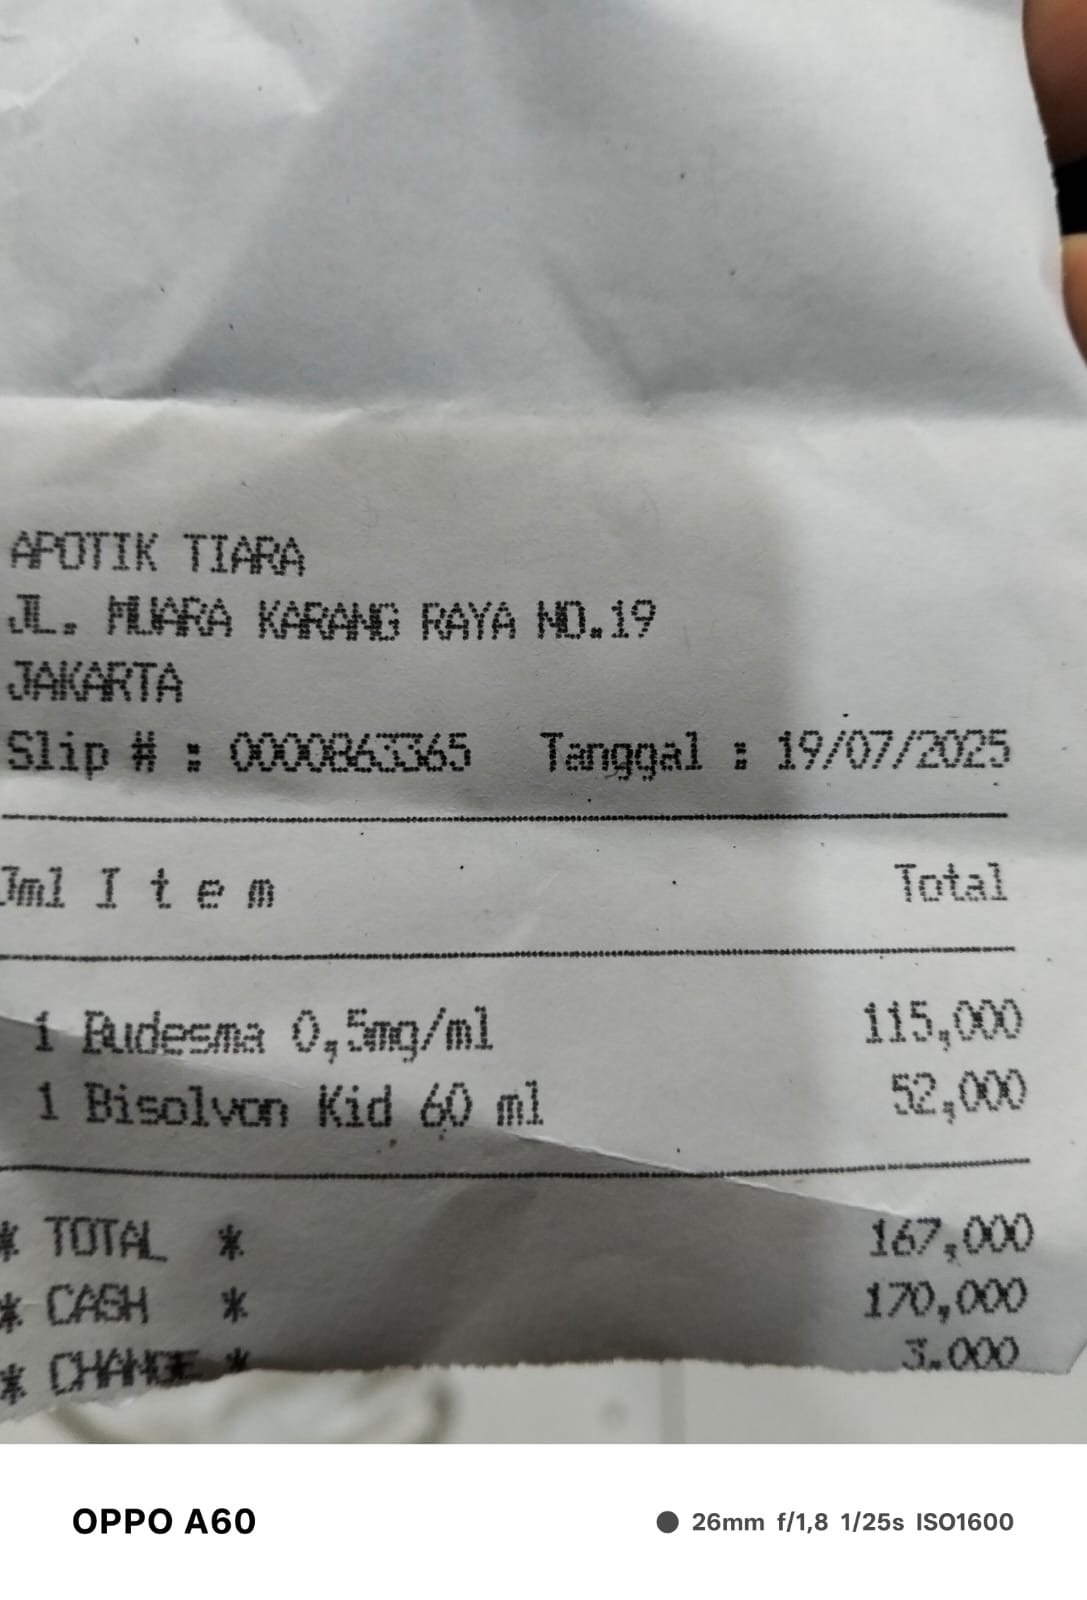 APOTIK TIARA
JL. MUARA KARANG RAYA NO.19
JAKARTA
Slip # : 0000863365 Tanggal : 19/07/2025
Jml I t e m Total
1 Budesma 0,5mg/ml 115,000
1 Bisolvon Kid 60 ml 52,000
* TOTAL * 167,000
* CASH * 170,000
* CHANGE * 3.000
OPPO A60 26mm f/1,8 1/25s ISO1600